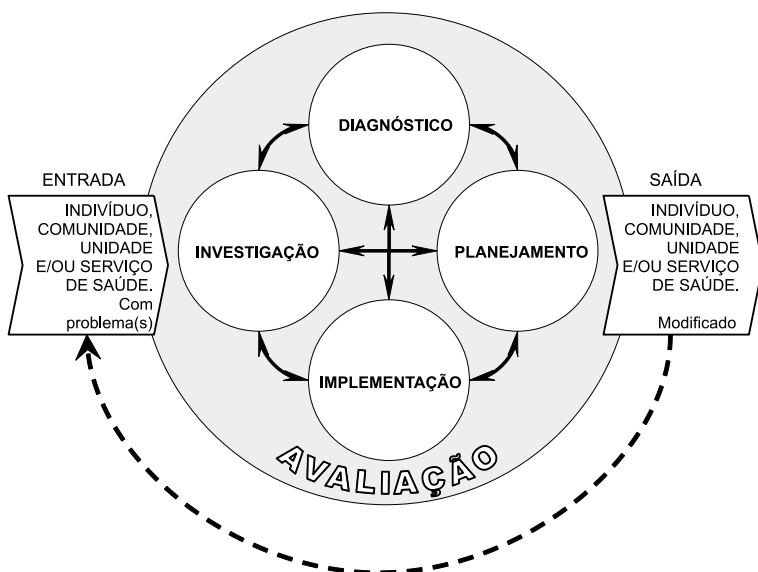 DIAGNÓSTICO
ENTRADA
INDIVÍDUO,
COMUNIDADE,
UNIDADE
E/OU SERVIÇO
DE SAÚDE.
Com
problema(s)
INVESTIGAÇÃO
PLANEJAMENTO
SAÍDA
INDIVÍDUO,
COMUNIDADE,
UNIDADE
E/OU SERVIÇO
DE SAÚDE.
Modificado
IMPLEMENTAÇÃO
AVALIAÇÃO